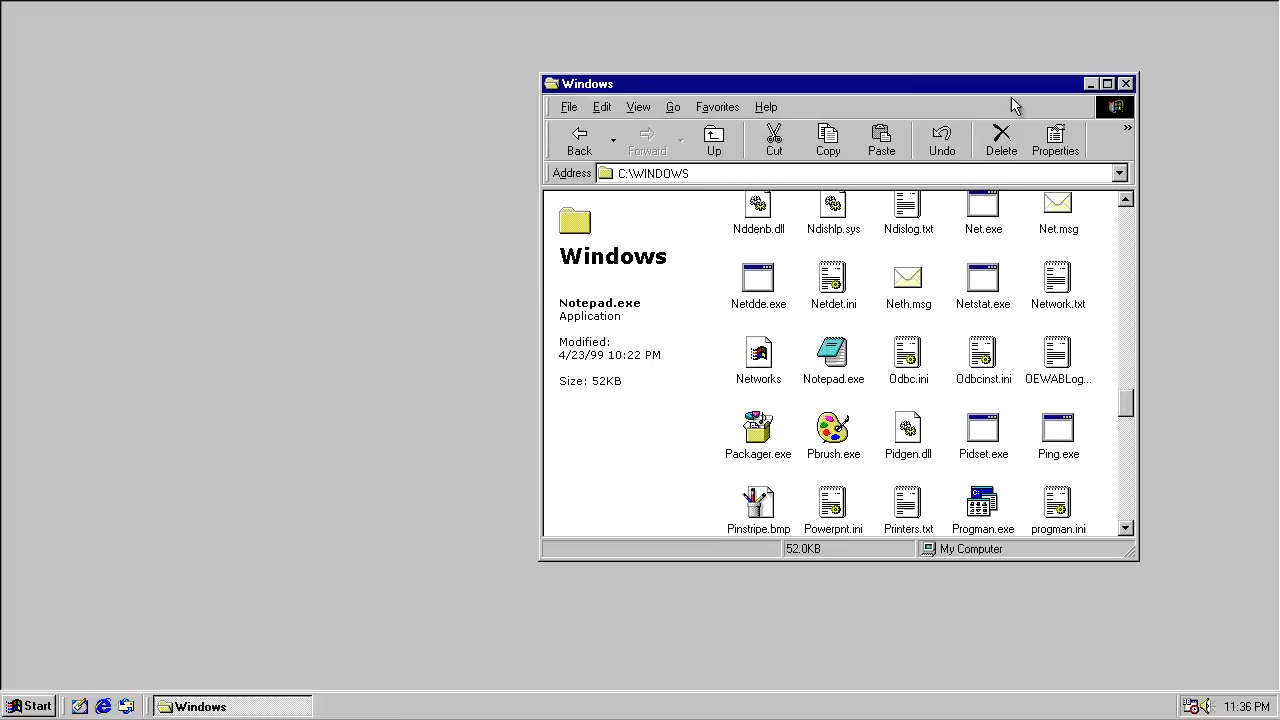 Windows
File Edit View Go Favorites Help
Back Forward Up Cut Copy Paste Undo Delete Properties »
Address C:\WINDOWS
Windows
Notepad.exe
Application
Modified:
4/23/99 10:22 PM
Size: 52KB
Nddenb.dll Ndishlp.sys Ndislog.txt Net.exe Net.msg
Netdde.exe Netdet.ini Neth.msg Netstat.exe Network.txt
Networks Notepad.exe Odbc.ini Odbcinst.ini OEWABLog...
Packager.exe Pbrush.exe Pidgen.dll Pidset.exe Ping.exe
Pinstripe.bmp Powerpnt.ini Printers.txt Progman.exe progman.ini
52.0KB My Computer
Start Windows 11:36 PM